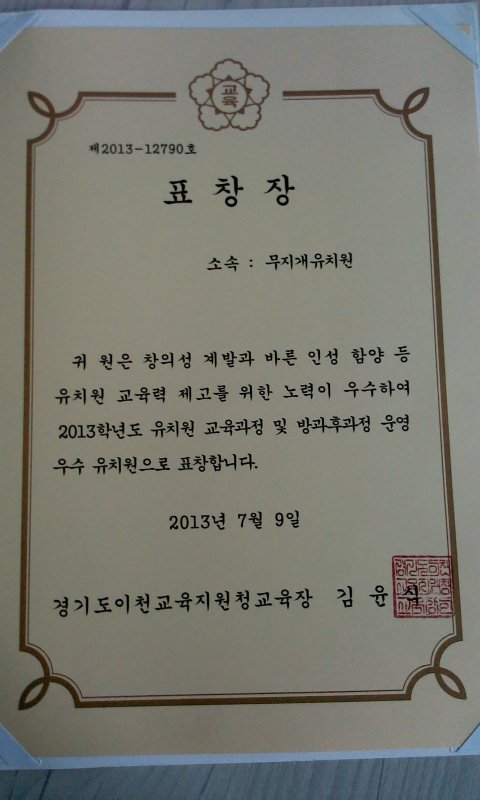 교육
제2013-12790호
표 창 장
소속 : 무지개유치원
귀 원은 창의성 계발과 바른 인성 함양 등
유치원 교육력 제고를 위한 노력이 우수하여
2013학년도 유치원 교육과정 및 방과후과정 운영
우수 유치원으로 표창합니다.
2013년 7월 9일
경기도이천교육지원청교육장 김 윤